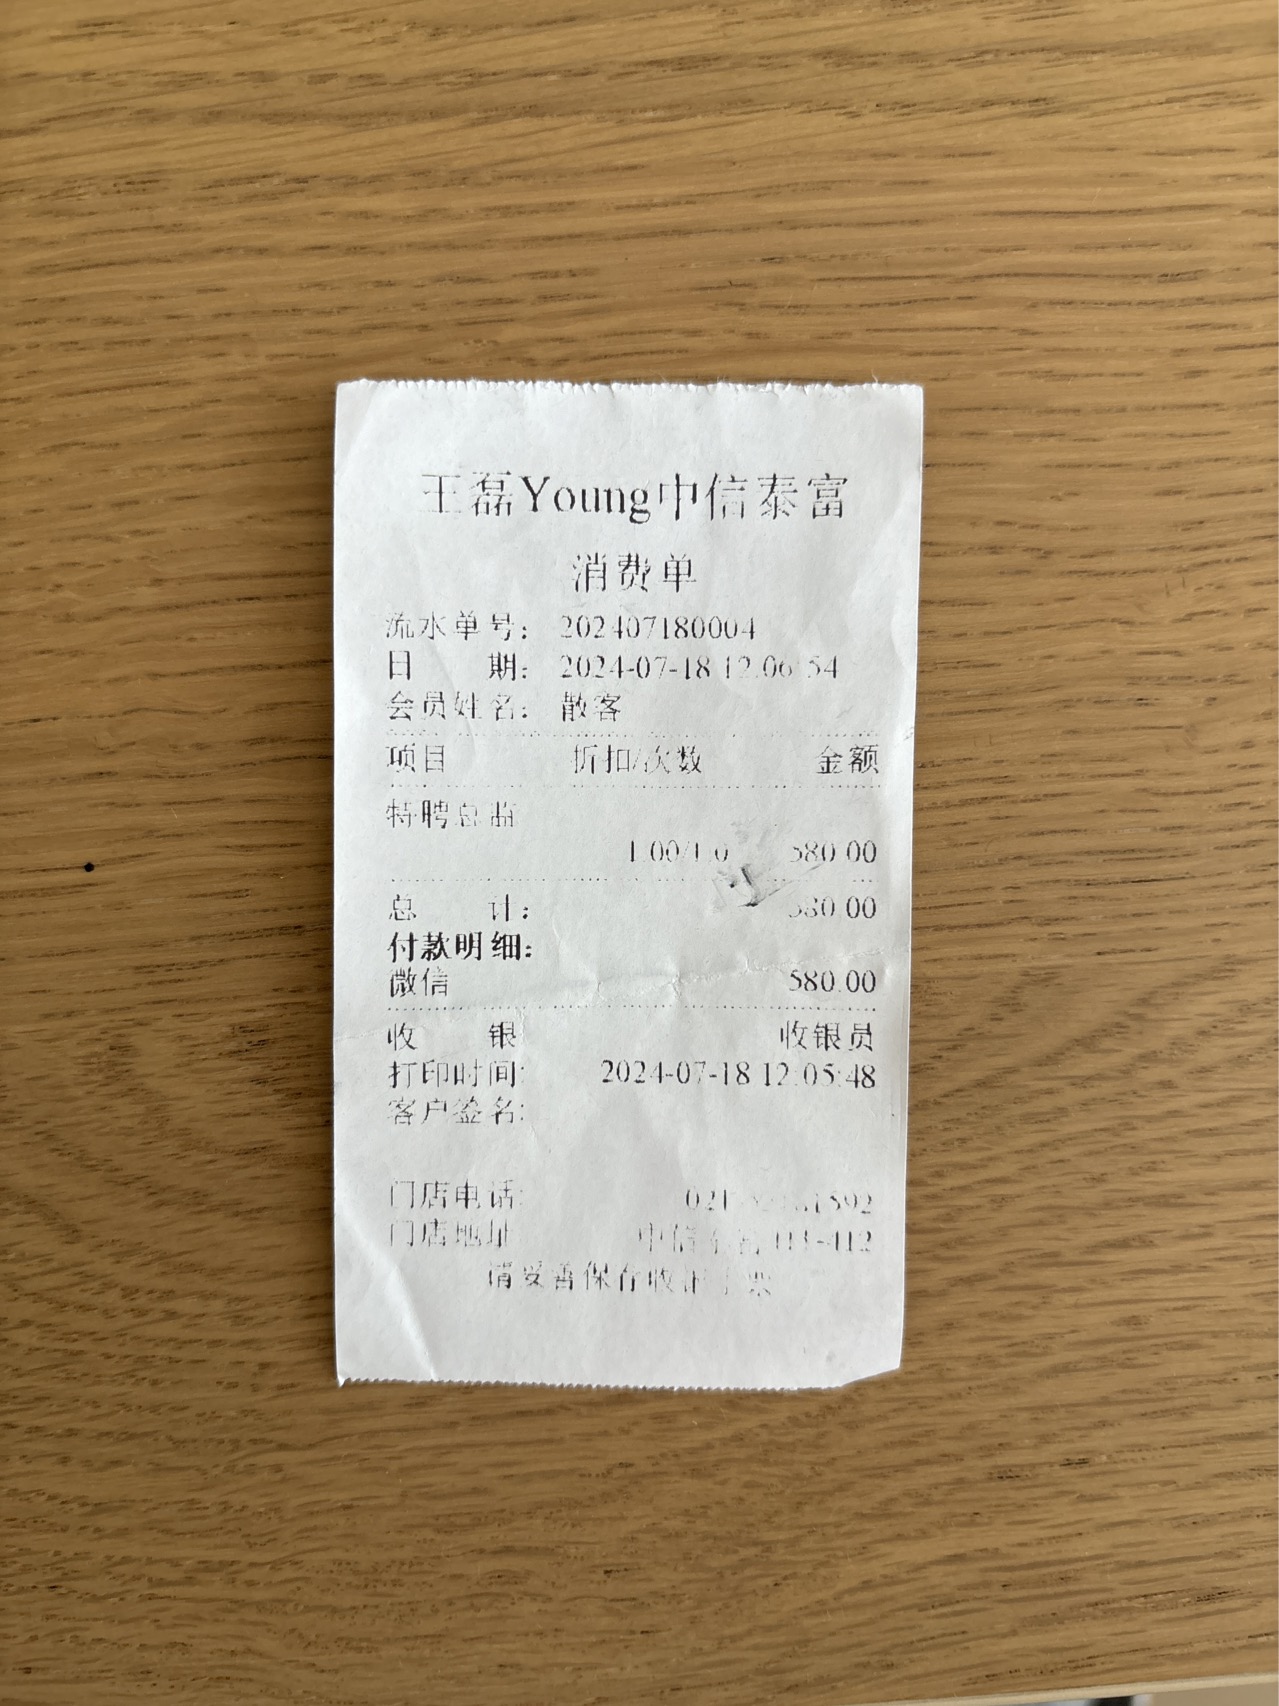 王磊Young中信泰富
消费单
流水单号： 202407180004
日 期： 2024-07-18 12:06:54
会员姓名： 散客
项目 折扣/次数 金额
特聘总监
1.00/1.0 580.00
总 计： 580.00
付款明细：
微信 580.00
收 银 收银员
打印时间: 2024-07-18 12:05:48
客户签名:
门店电话:
门店地址:
请妥善保存收银小票